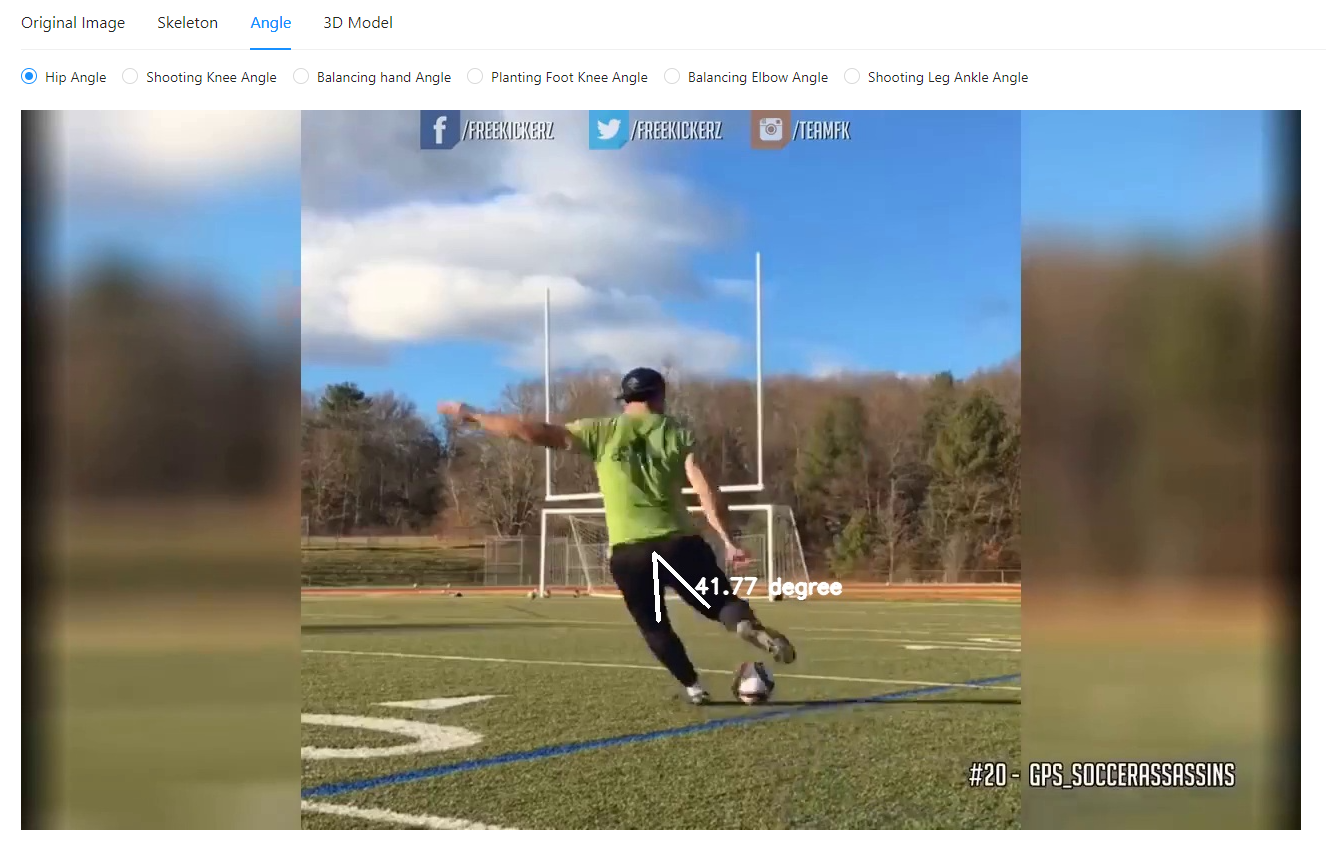 Original Image Skeleton Angle 3D Model
Hip Angle Shooting Knee Angle Balancing hand Angle Planting Foot Knee Angle Balancing Elbow Angle Shooting Leg Ankle Angle
f /FREEKICKERZ /FREEKICKERZ /TEAMFK
41.77 degree
#20 - GPS_SOCCERASSASSINS